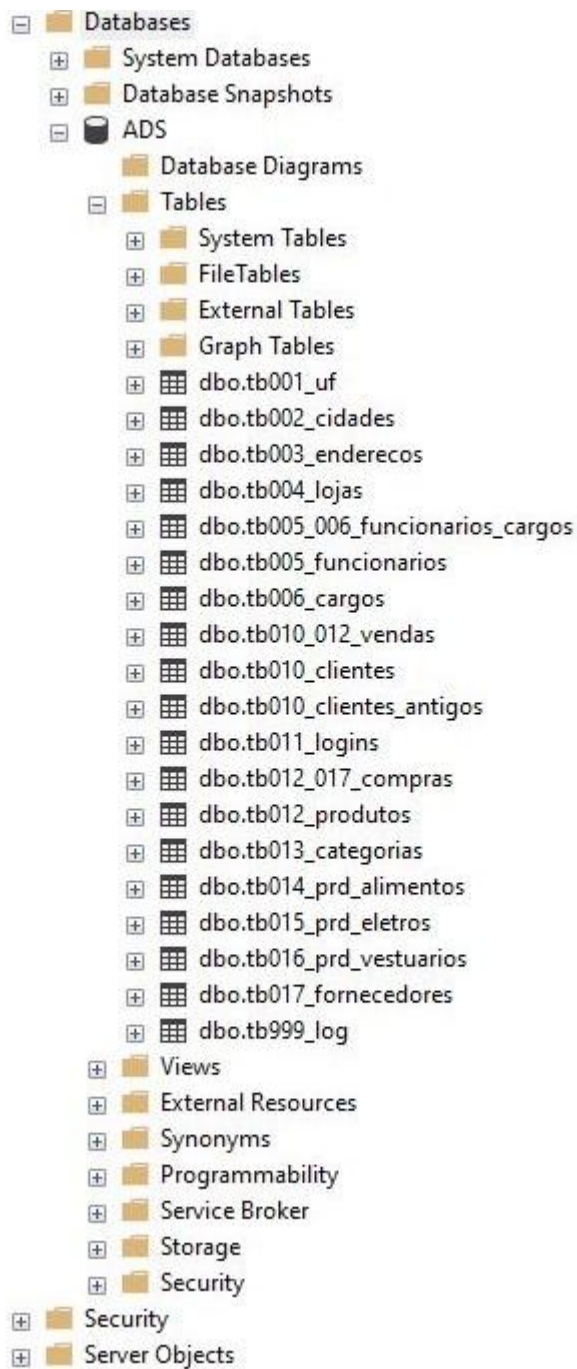 Databases
System Databases
Database Snapshots
ADS
Database Diagrams
Tables
System Tables
FileTables
External Tables
Graph Tables
dbo.tb001_uf
dbo.tb002_cidades
dbo.tb003_enderecos
dbo.tb004_lojas
dbo.tb005_006_funcionarios_cargos
dbo.tb005_funcionarios
dbo.tb006_cargos
dbo.tb010_012_vendas
dbo.tb010_clientes
dbo.tb010_clientes_antigos
dbo.tb011_logins
dbo.tb012_017_compras
dbo.tb012_produtos
dbo.tb013_categorias
dbo.tb014_prd_alimentos
dbo.tb015_prd_eletros
dbo.tb016_prd_vestuarios
dbo.tb017_fornecedores
dbo.tb999_log
Views
External Resources
Synonyms
Programmability
Service Broker
Storage
Security
Security
Server Objects